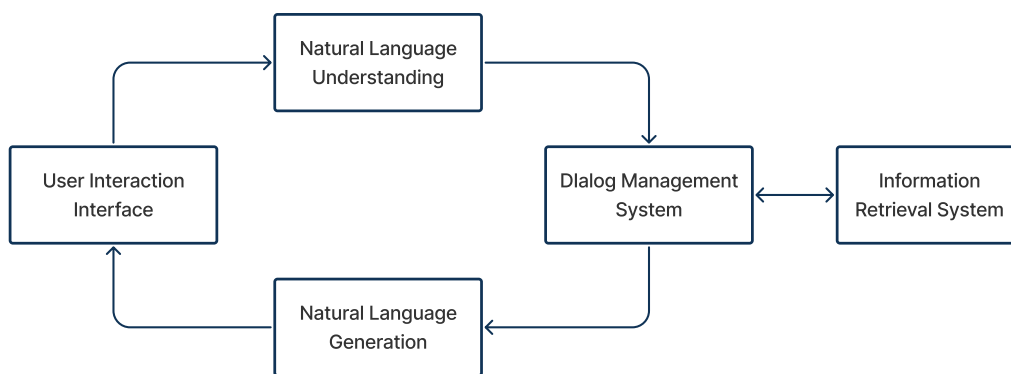 Natural Language
Understanding
User Interaction
Interface
DIalog Management
System
Information
Retrieval System
Natural Language
Generation